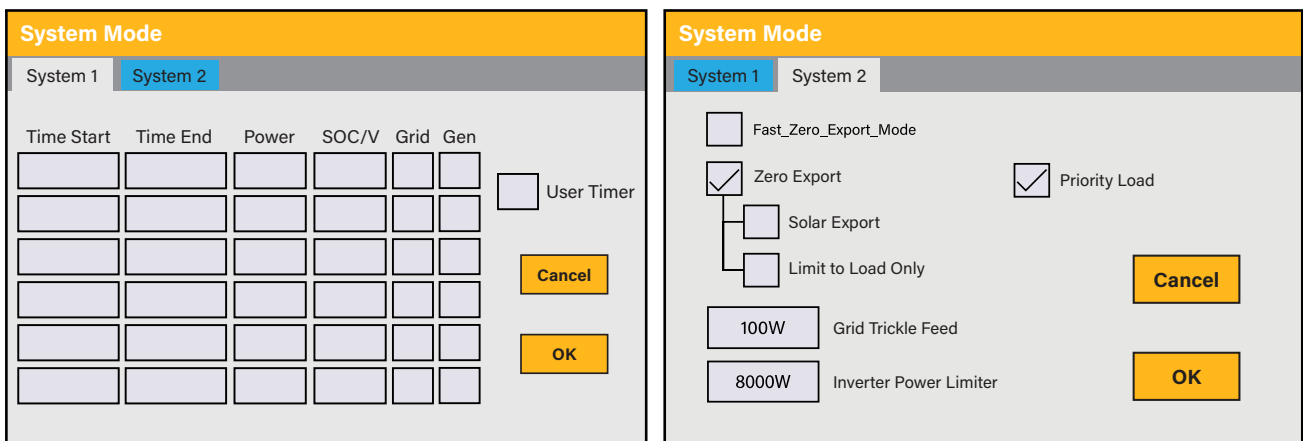 System Mode
System 1 System 2
Time Start Time End Power SOC/V Grid Gen
User Timer
Cancel
OK
System Mode
System 1 System 2
Fast_Zero_Export_Mode
Zero Export
Priority Load
Solar Export
Limit to Load Only
Cancel
100W Grid Trickle Feed
8000W Inverter Power Limiter
OK